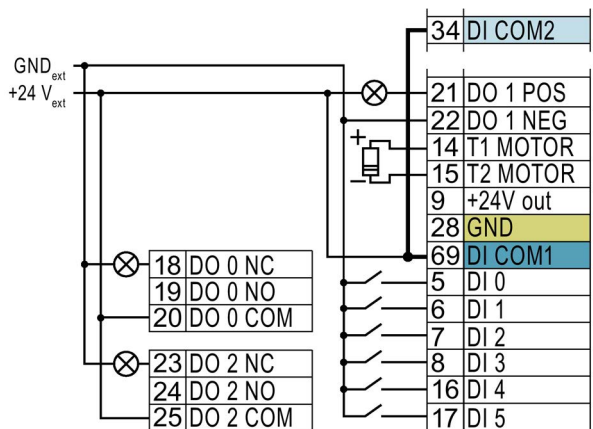 34 DI COM2
GND ext
+24 V ext
21 DO 1 POS
22 DO 1 NEG
+
14 T1 MOTOR
–
15 T2 MOTOR
9 +24V out
28 GND
69 DI COM1
18 DO 0 NC
19 DO 0 NO
20 DO 0 COM
23 DO 2 NC
24 DO 2 NO
25 DO 2 COM
5 DI 0
6 DI 1
7 DI 2
8 DI 3
16 DI 4
17 DI 5